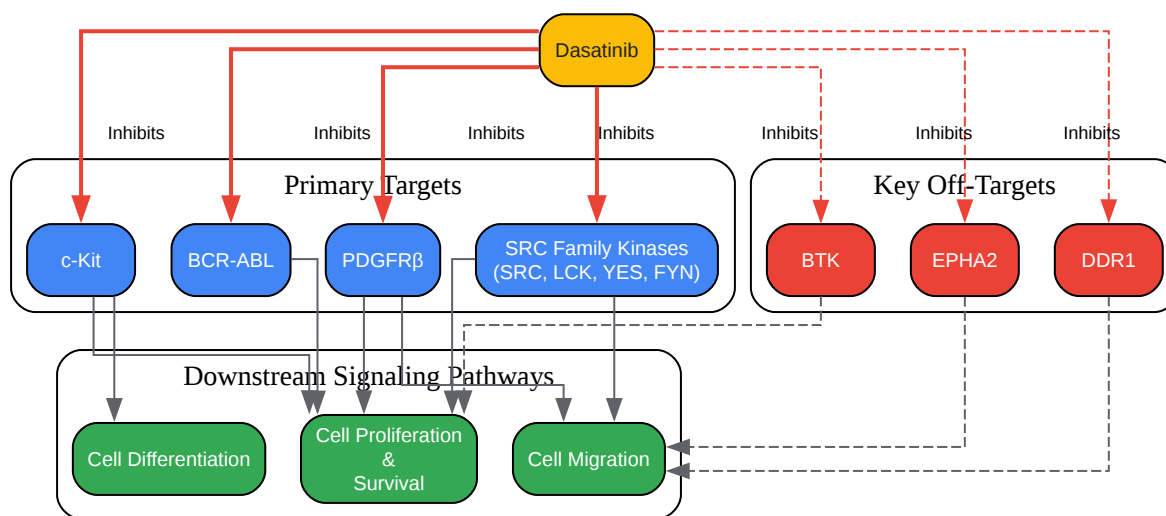 Dasatinib
Inhibits
Inhibits
Inhibits
Inhibits
Inhibits
Inhibits
Inhibits
Primary Targets
Key Off-Targets
c-Kit
BCR-ABL
PDGFRβ
SRC Family Kinases
(SRC, LCK, YES, FYN)
BTK
EPHA2
DDR1
Downstream Signaling Pathways
Cell Differentiation
Cell Proliferation
&
Survival
Cell Migration